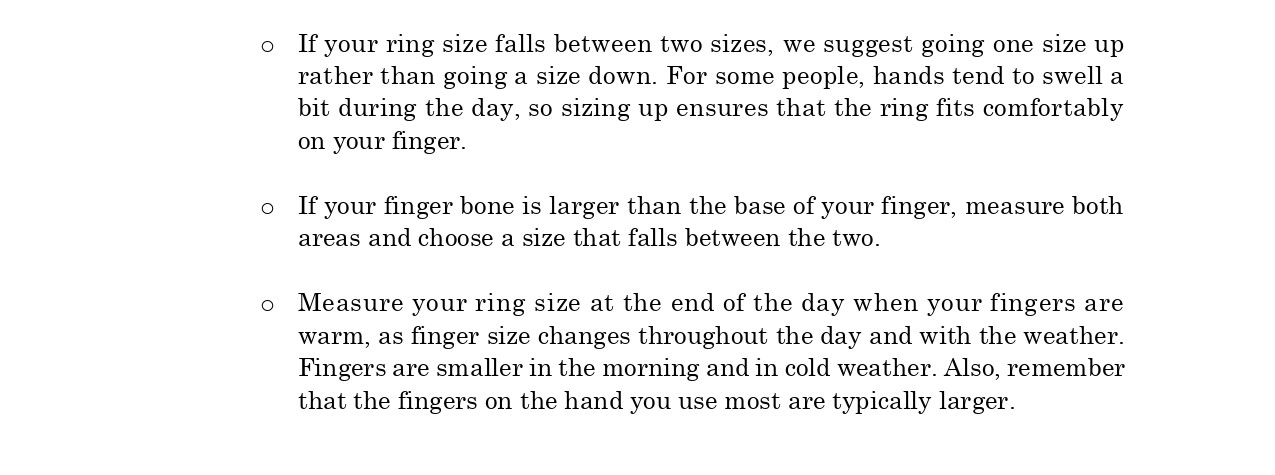 o If your ring size falls between two sizes, we suggest going one size up
rather than going a size down. For some people, hands tend to swell a
bit during the day, so sizing up ensures that the ring fits comfortably
on your finger.
o If your finger bone is larger than the base of your finger, measure both
areas and choose a size that falls between the two.
o Measure your ring size at the end of the day when your fingers are
warm, as finger size changes throughout the day and with the weather.
Fingers are smaller in the morning and in cold weather. Also, remember
that the fingers on the hand you use most are typically larger.